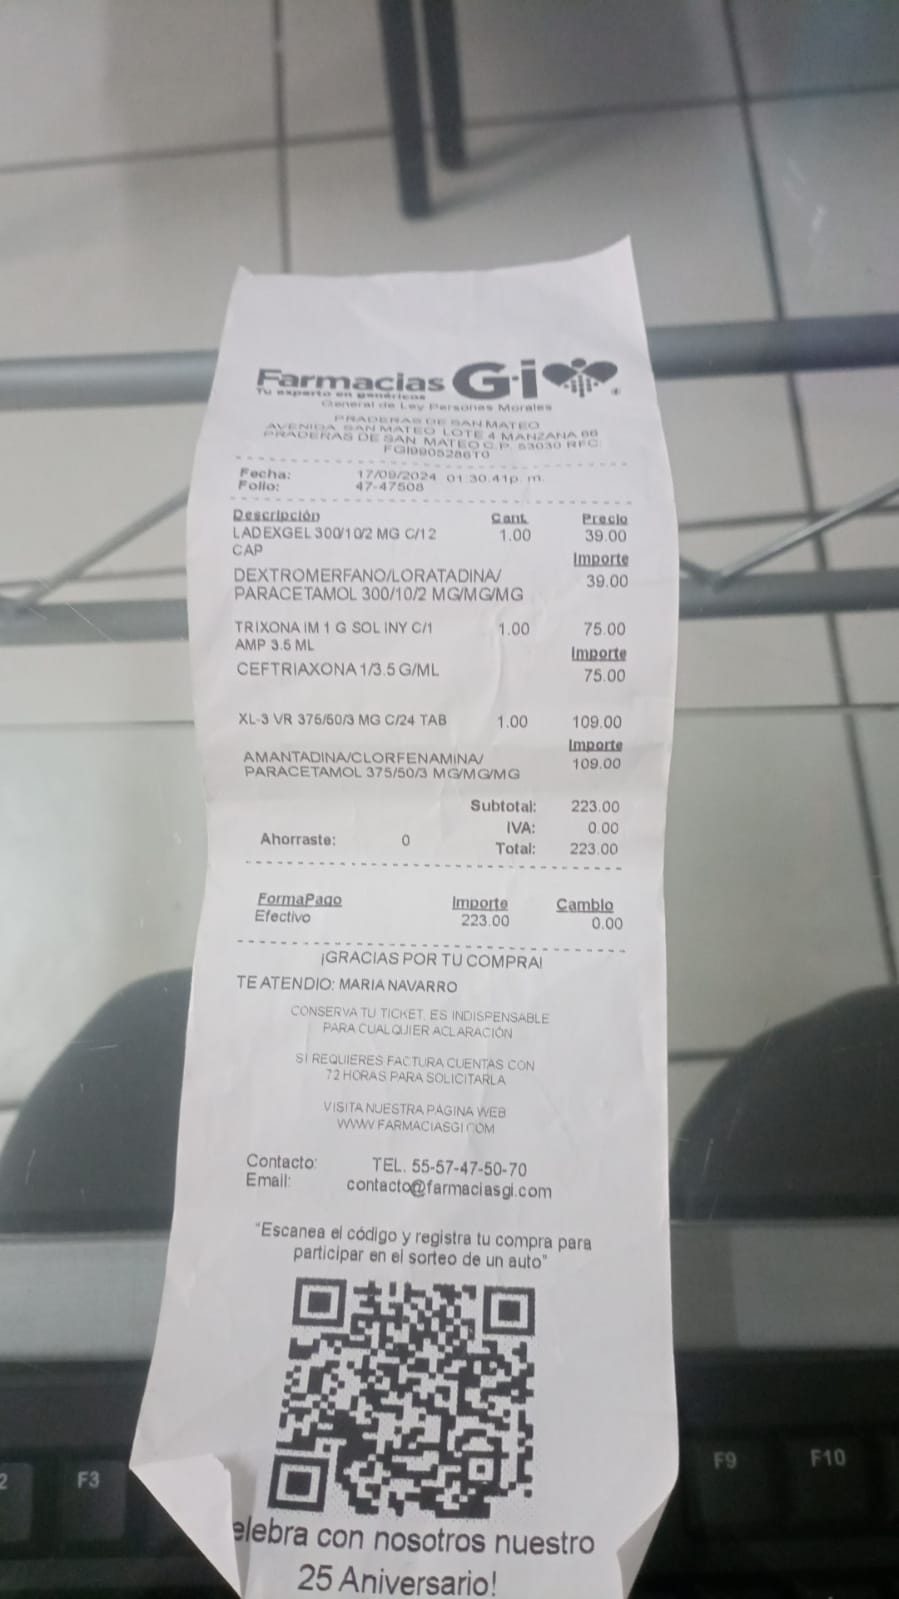 Farmacias Gi
Tu experto en genéricos
General de Ley Personas Morales
PRADERAS DE SAN MATEO
AVENIDA SAN MATEO LOTE 4 MANZANA 66
PRADERAS DE SAN MATEO C.P. 53030 RFC
FGI9905286T0
Fecha: 17/09/2024 01:30:41p. m.
Folio: 47-47508
Descripción Cant. Precio
LADEXGEL 300/10/2 MG C/12 1.00 39.00
CAP Importe
DEXTROMERFANO/LORATADINA/ 39.00
PARACETAMOL 300/10/2 MG/MG/MG
TRIXONA IM 1 G SOL INY C/1 1.00 75.00
AMP 3.5 ML Importe
CEFTRIAXONA 1/3.5 G/ML 75.00
XL-3 VR 375/50/3 MG C/24 TAB 1.00 109.00
Importe
AMANTADINA/CLORFENAMINA/ 109.00
PARACETAMOL 375/50/3 MG/MG/MG
Subtotal: 223.00
IVA: 0.00
Ahorraste: 0 Total: 223.00
FormaPago Importe Cambio
Efectivo 223.00 0.00
¡GRACIAS POR TU COMPRA!
TE ATENDIO: MARIA NAVARRO
CONSERVA TU TICKET, ES INDISPENSABLE
PARA CUALQUIER ACLARACIÓN
SI REQUIERES FACTURA CUENTAS CON
72 HORAS PARA SOLICITARLA
VISITA NUESTRA PAGINA WEB
WWW.FARMACIASGI.COM
Contacto: TEL. 55-57-47-50-70
Email: contacto@farmaciasgi.com
"Escanea el código y registra tu compra para
participar en el sorteo de un auto"
elebra con nosotros nuestro
25 Aniversario!
2
F3
F9
F10